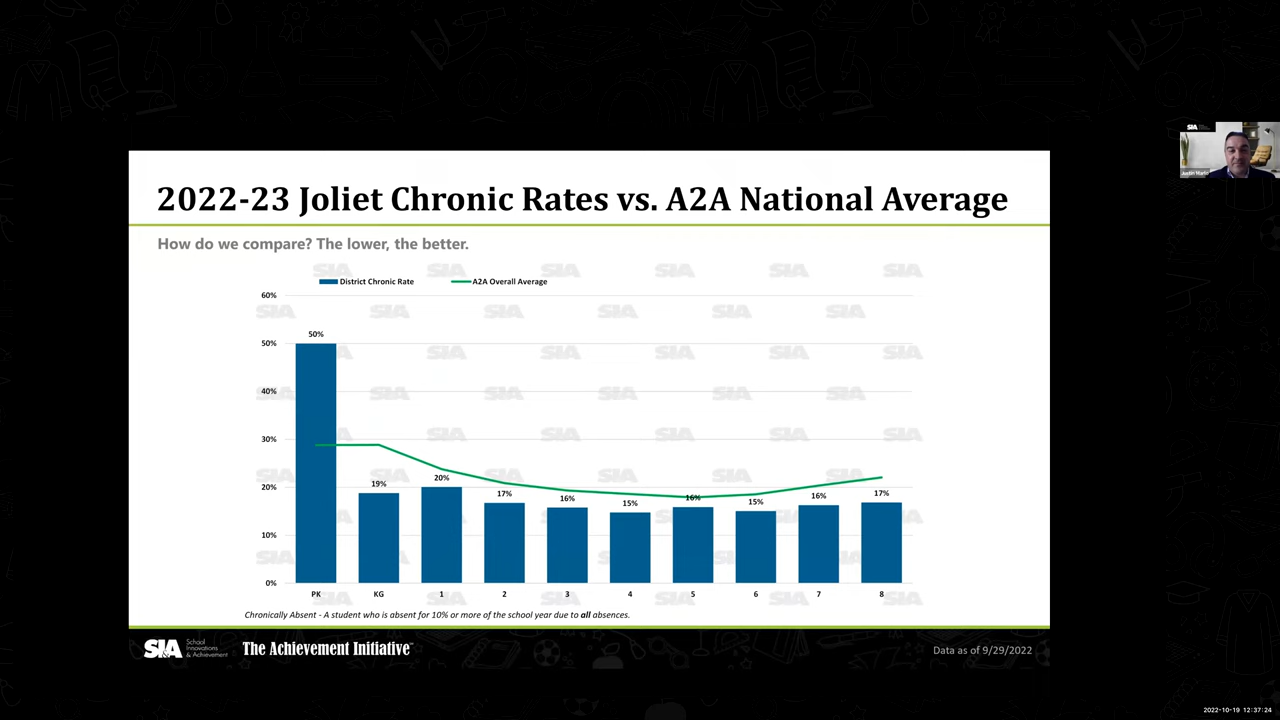 2022-23 Joliet Chronic Rates vs. A2A National Average
How do we compare? The lower, the better.
District Chronic Rate
A2A Overall Average
60%
50%
40%
30%
20%
10%
0%
50%
19%
20%
17%
16%
15%
16%
15%
16%
17%
PK KG 1 2 3 4 5 6 7 8
Chronically Absent - A student who is absent for 10% or more of the school year due to all absences.
SIA
School
Innovations
& Achievement
The Achievement Initiative
Data as of 9/29/2022
SIA
2022-10-19 12:37:24